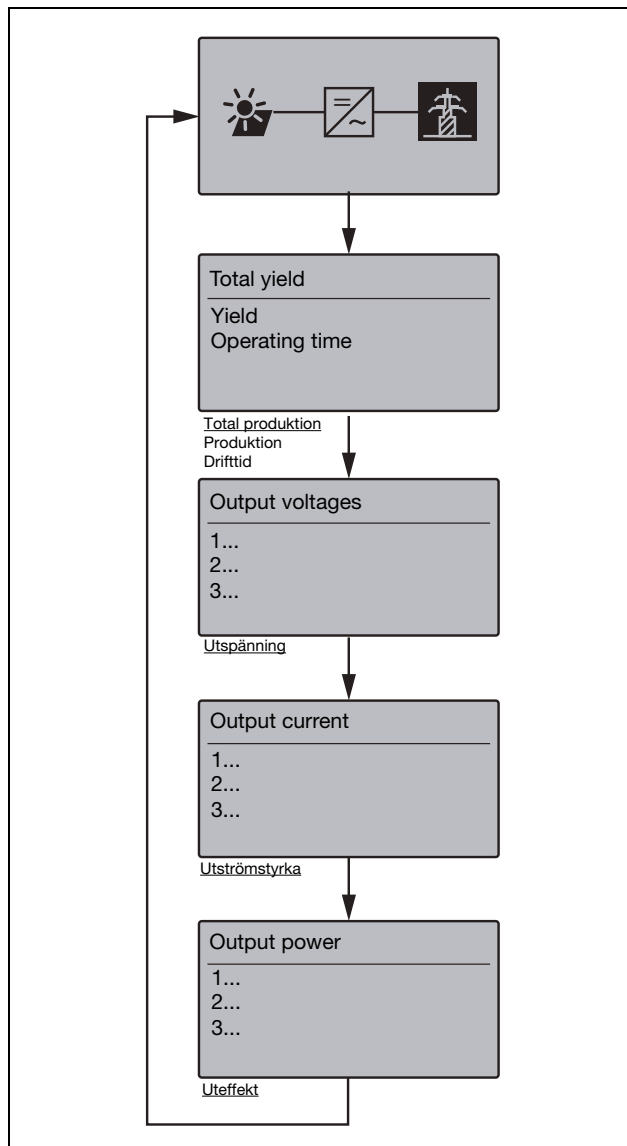 Total yield
Yield
Operating time
Total produktion
Produktion
Drifttid
Output voltages
1...
2...
3...
Utspänning
Output current
1...
2...
3...
Utströmstyrka
Output power
1...
2...
3...
Uteffekt